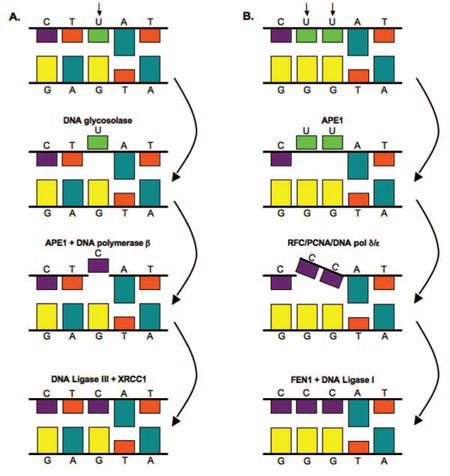 A.
C T U A T
G A G T A
DNA glycosolase
U
C T A T
G A G T A
APE1 + DNA polymerase β
C
C T A T
G A G T A
DNA Ligase III + XRCC1
C T C A T
G A G T A
B.
C U U A T
G G G T A
APE1
U U
C A T
G G G T A
RFC/PCNA/DNA pol δ/ε
C C
C A T
G G G T A
FEN1 + DNA Ligase I
C C C A T
G G G T A